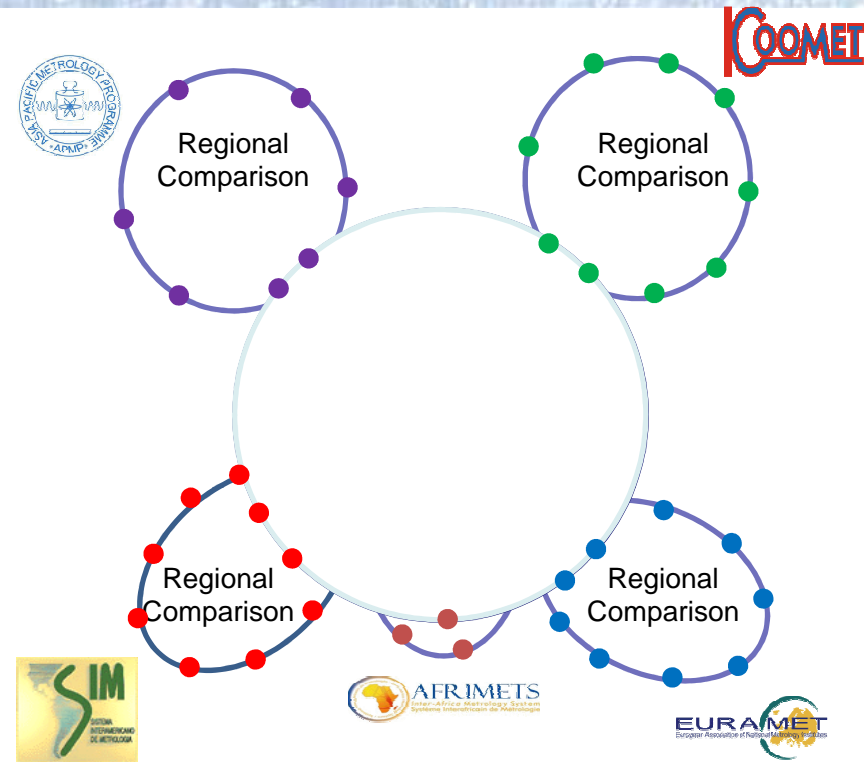 COOMET
ASIA PACIFIC METROLOGY PROGRAMME
·APMP·
Regional
Comparison
Regional
Comparison
Regional
Comparison
Regional
Comparison
SIM
SISTEMA
INTERAMERICANO
DE METROLOGIA
AFRIMETS
Inter-Africa Metrology System
Système Interafricain de Métrologie
EURAMET
European Association of National Metrology Institutes